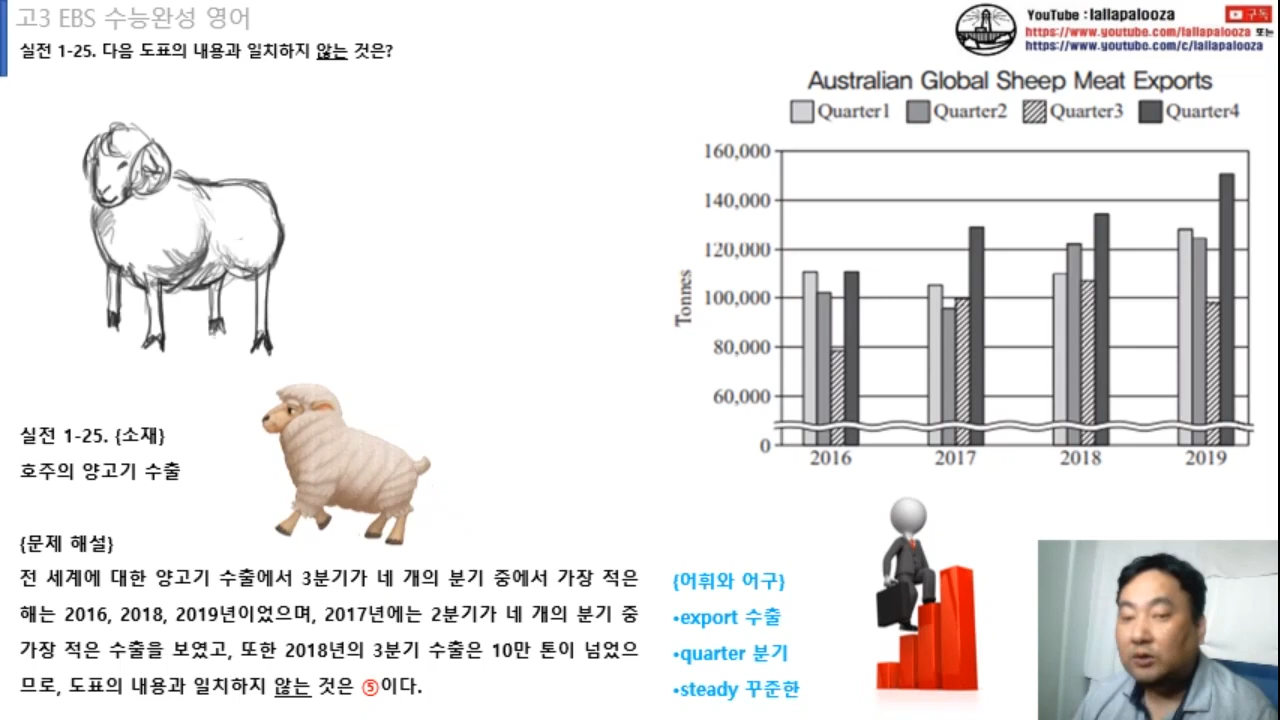 고3 EBS 수능완성 영어
실전 1-25. 다음 도표의 내용과 일치하지 않는 것은?
YouTube : lallapalooza
구독
https://www.youtube.com/lallapalooza 또는
https://www.youtube.com/c/lallapalooza
Australian Global Sheep Meat Exports
Quarter1 Quarter2 Quarter3 Quarter4
160,000
140,000
120,000
100,000
80,000
60,000
0
Tonnes
2016 2017 2018 2019
실전 1-25. {소재}
호주의 양고기 수출
{문제 해설}
전 세계에 대한 양고기 수출에서 3분기가 네 개의 분기 중에서 가장 적은
해는 2016, 2018, 2019년이었으며, 2017년에는 2분기가 네 개의 분기 중
가장 적은 수출을 보였고, 또한 2018년의 3분기 수출은 10만 톤이 넘었으
므로, 도표의 내용과 일치하지 않는 것은 ⑤이다.
{어휘와 어구}
•export 수출
•quarter 분기
•steady 꾸준한